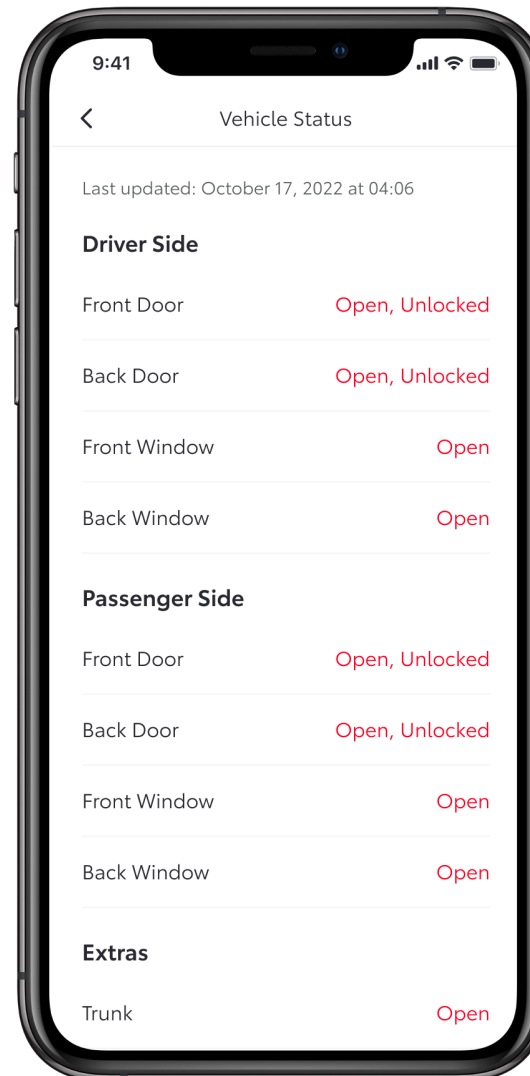 9:41
Vehicle Status
Last updated: October 17, 2022 at 04:06
Driver Side
Front Door Open, Unlocked
Back Door Open, Unlocked
Front Window Open
Back Window Open
Passenger Side
Front Door Open, Unlocked
Back Door Open, Unlocked
Front Window Open
Back Window Open
Extras
Trunk Open